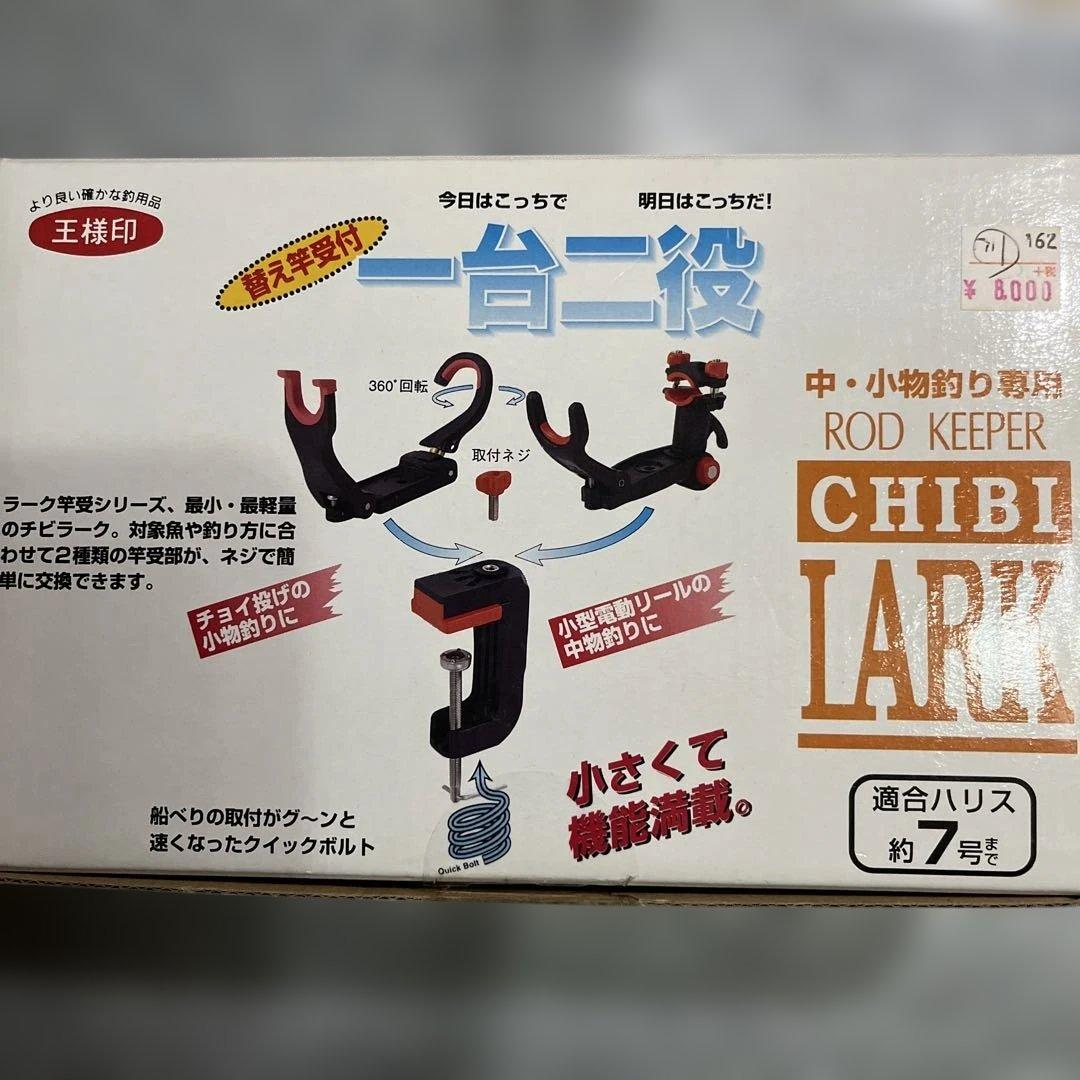 より良い確かな釣用品
王様印
今日はこっちで
明日はこっちだ!
替え竿受付
一台二役
162
+税
¥ 8,000
中・小物釣り専用
ROD KEEPER
CHIBI
LARK
360°回転
取付ネジ
ラーク竿受シリーズ、最小・最軽量
のチビラーク。対象魚や釣り方に合
わせて2種類の竿受部が、ネジで簡
単に交換できます。
チョイ投げの
小物釣りに
小型電動リールの
中物釣りに
小さくて
機能満載。
船べりの取付がグ〜ンと
速くなったクイックボルト
Quick Bolt
適合ハリス
約7号まで